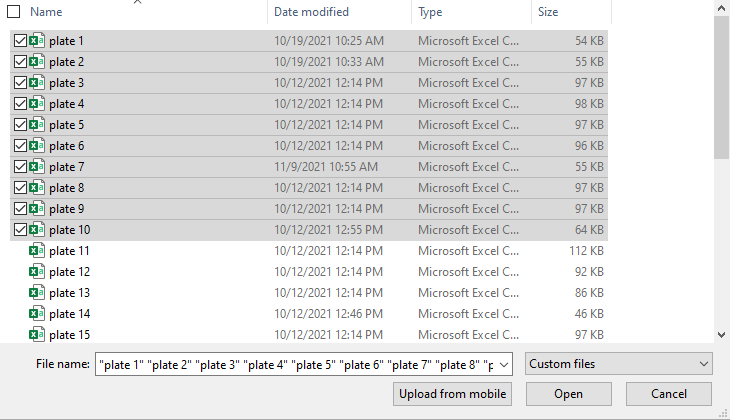 Name Date modified Type Size
plate 1 10/19/2021 10:25 AM Microsoft Excel C... 54 KB
plate 2 10/19/2021 10:33 AM Microsoft Excel C... 55 KB
plate 3 10/12/2021 12:14 PM Microsoft Excel C... 97 KB
plate 4 10/12/2021 12:14 PM Microsoft Excel C... 98 KB
plate 5 10/12/2021 12:14 PM Microsoft Excel C... 97 KB
plate 6 10/12/2021 12:14 PM Microsoft Excel C... 96 KB
plate 7 11/9/2021 10:55 AM Microsoft Excel C... 55 KB
plate 8 10/12/2021 12:14 PM Microsoft Excel C... 97 KB
plate 9 10/12/2021 12:14 PM Microsoft Excel C... 97 KB
plate 10 10/12/2021 12:55 PM Microsoft Excel C... 64 KB
plate 11 10/12/2021 12:14 PM Microsoft Excel C... 112 KB
plate 12 10/12/2021 12:14 PM Microsoft Excel C... 92 KB
plate 13 10/12/2021 12:14 PM Microsoft Excel C... 86 KB
plate 14 10/12/2021 12:46 PM Microsoft Excel C... 46 KB
plate 15 10/12/2021 12:14 PM Microsoft Excel C... 97 KB
File name: "plate 1" "plate 2" "plate 3" "plate 4" "plate 5" "plate 6" "plate 7" "plate 8" "p Custom files
Upload from mobile Open Cancel